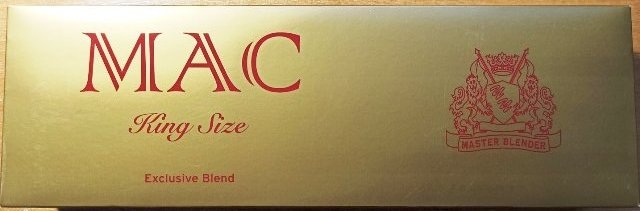 MAC
King Size
Exclusive Blend
MASTER BLENDER